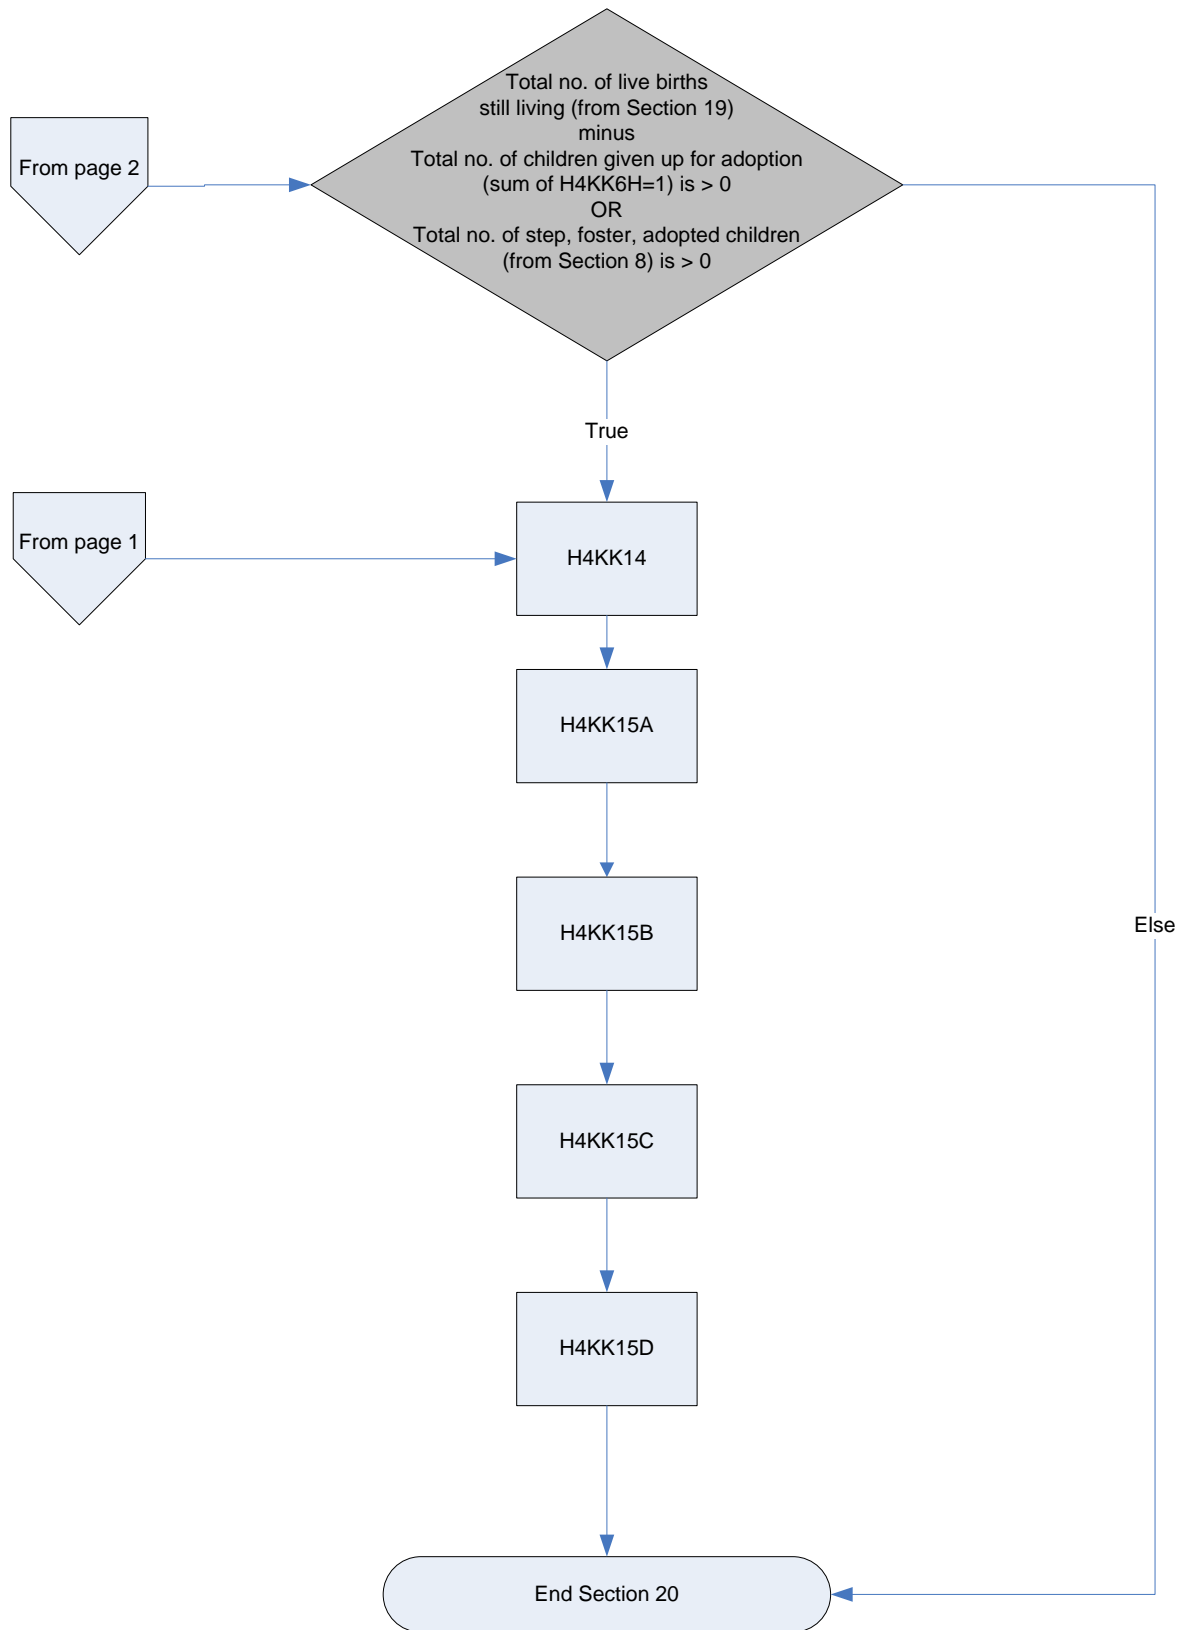 Total no. of live births
still living (from Section 19)
minus
Total no. of children given up for adoption
(sum of H4KK6H=1) is > 0
OR
Total no. of step, foster, adopted children
(from Section 8) is > 0
From page 2
True
From page 1
H4KK14
H4KK15A
H4KK15B
Else
H4KK15C
H4KK15D
End Section 20